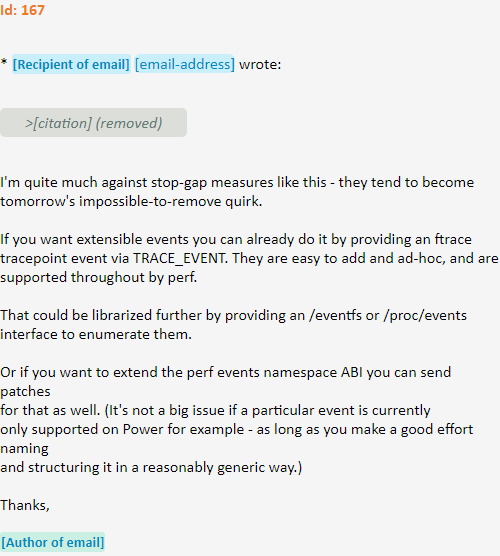 Id: 167
* [Recipient of email] [email-address] wrote:
>[citation] (removed)
I'm quite much against stop-gap measures like this - they tend to become
tomorrow's impossible-to-remove quirk.
If you want extensible events you can already do it by providing an ftrace
tracepoint event via TRACE_EVENT. They are easy to add and ad-hoc, and are
supported throughout by perf.
That could be librarized further by providing an /eventfs or /proc/events
interface to enumerate them.
Or if you want to extend the perf events namespace ABI you can send
patches
for that as well. (It's not a big issue if a particular event is currently
only supported on Power for example - as long as you make a good effort
naming
and structuring it in a reasonably generic way.)
Thanks,
[Author of email]